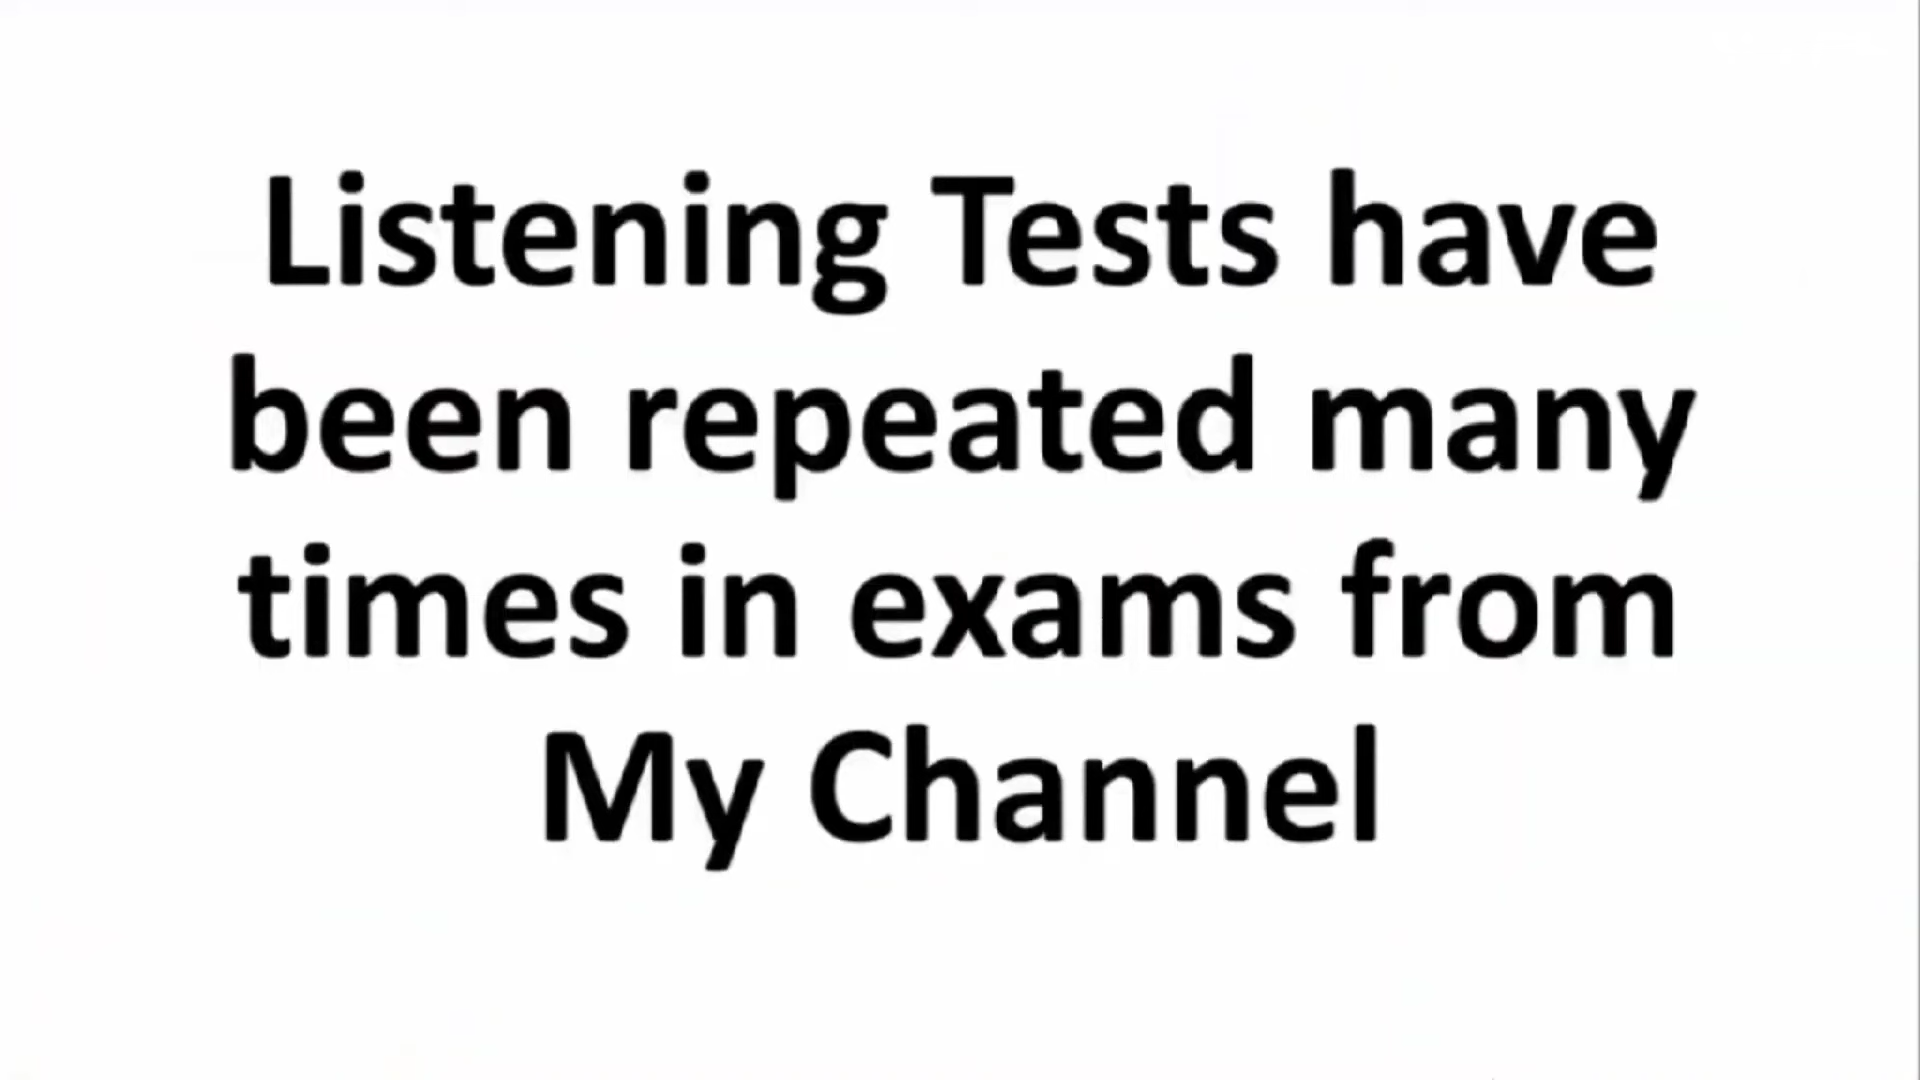 Listening Tests have
been repeated many
times in exams from
My Channel